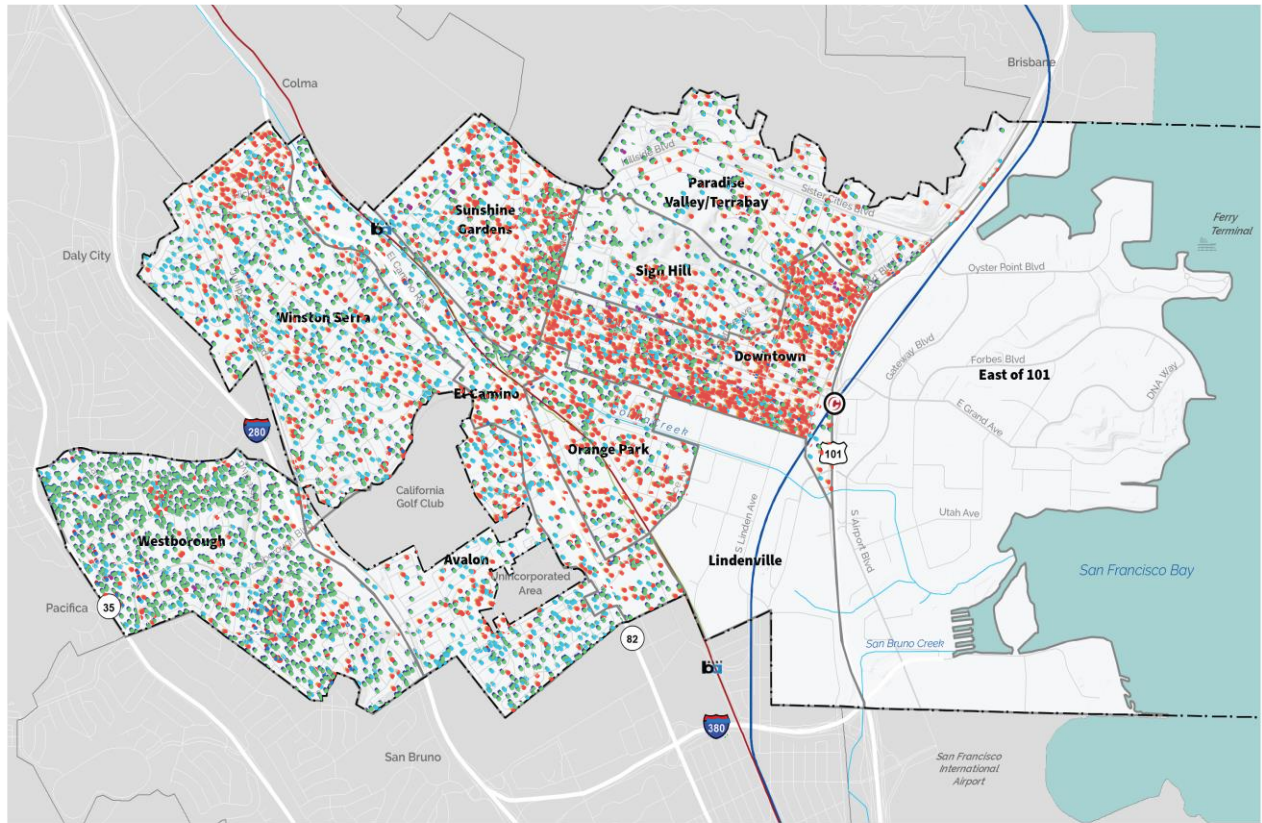 Brisbane
Colma
Hillside Blvd
Paradise
Valley/Terrabay
Sister Cities Blvd
Sunshine
Gardens
Ferry
Terminal
Daly City
Sign Hill
Oyster Point Blvd
Winston Serra
Downtown
Gateway Blvd
Forbes Blvd
East of 101
DNA Way
E Grand Ave
El Camino
280
Orange Park
101
California
Golf Club
Westborough
Avalon
Unincorporated
Area
S Linden Ave
Lindenville
S Airport Blvd
Utah Ave
San Francisco Bay
Pacifica
35
82
San Bruno Creek
380
San Bruno
San Francisco
International
Airport